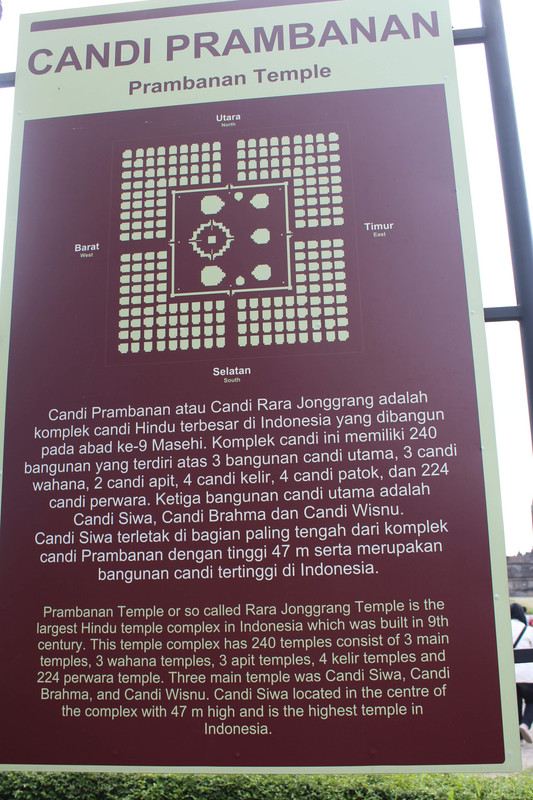 CANDI PRAMBANAN
Prambanan Temple
Utara
North
Barat
West
Timur
East
Selatan
South
Candi Prambanan atau Candi Rara Jonggrang adalah
komplek candi Hindu terbesar di Indonesia yang dibangun
pada abad ke-9 Masehi. Komplek candi ini memiliki 240
bangunan yang terdiri atas 3 bangunan candi utama, 3 candi
wahana, 2 candi apit, 4 candi kelir, 4 candi patok, dan 224
candi perwara. Ketiga bangunan candi utama adalah
Candi Siwa, Candi Brahma dan Candi Wisnu.
Candi Siwa terletak di bagian paling tengah dari komplek
candi Prambanan dengan tinggi 47 m serta merupakan
bangunan candi tertinggi di Indonesia.
Prambanan Temple or so called Rara Jonggrang Temple is the
largest Hindu temple complex in Indonesia which was built in 9th
century. This temple complex has 240 temples consist of 3 main
temples, 3 wahana temples, 3 apit temples, 4 kelir temples and
224 perwara temple. Three main temple was Candi Siwa, Candi
Brahma, and Candi Wisnu. Candi Siwa located in the centre of
the complex with 47 m high and is the highest temple in
Indonesia.